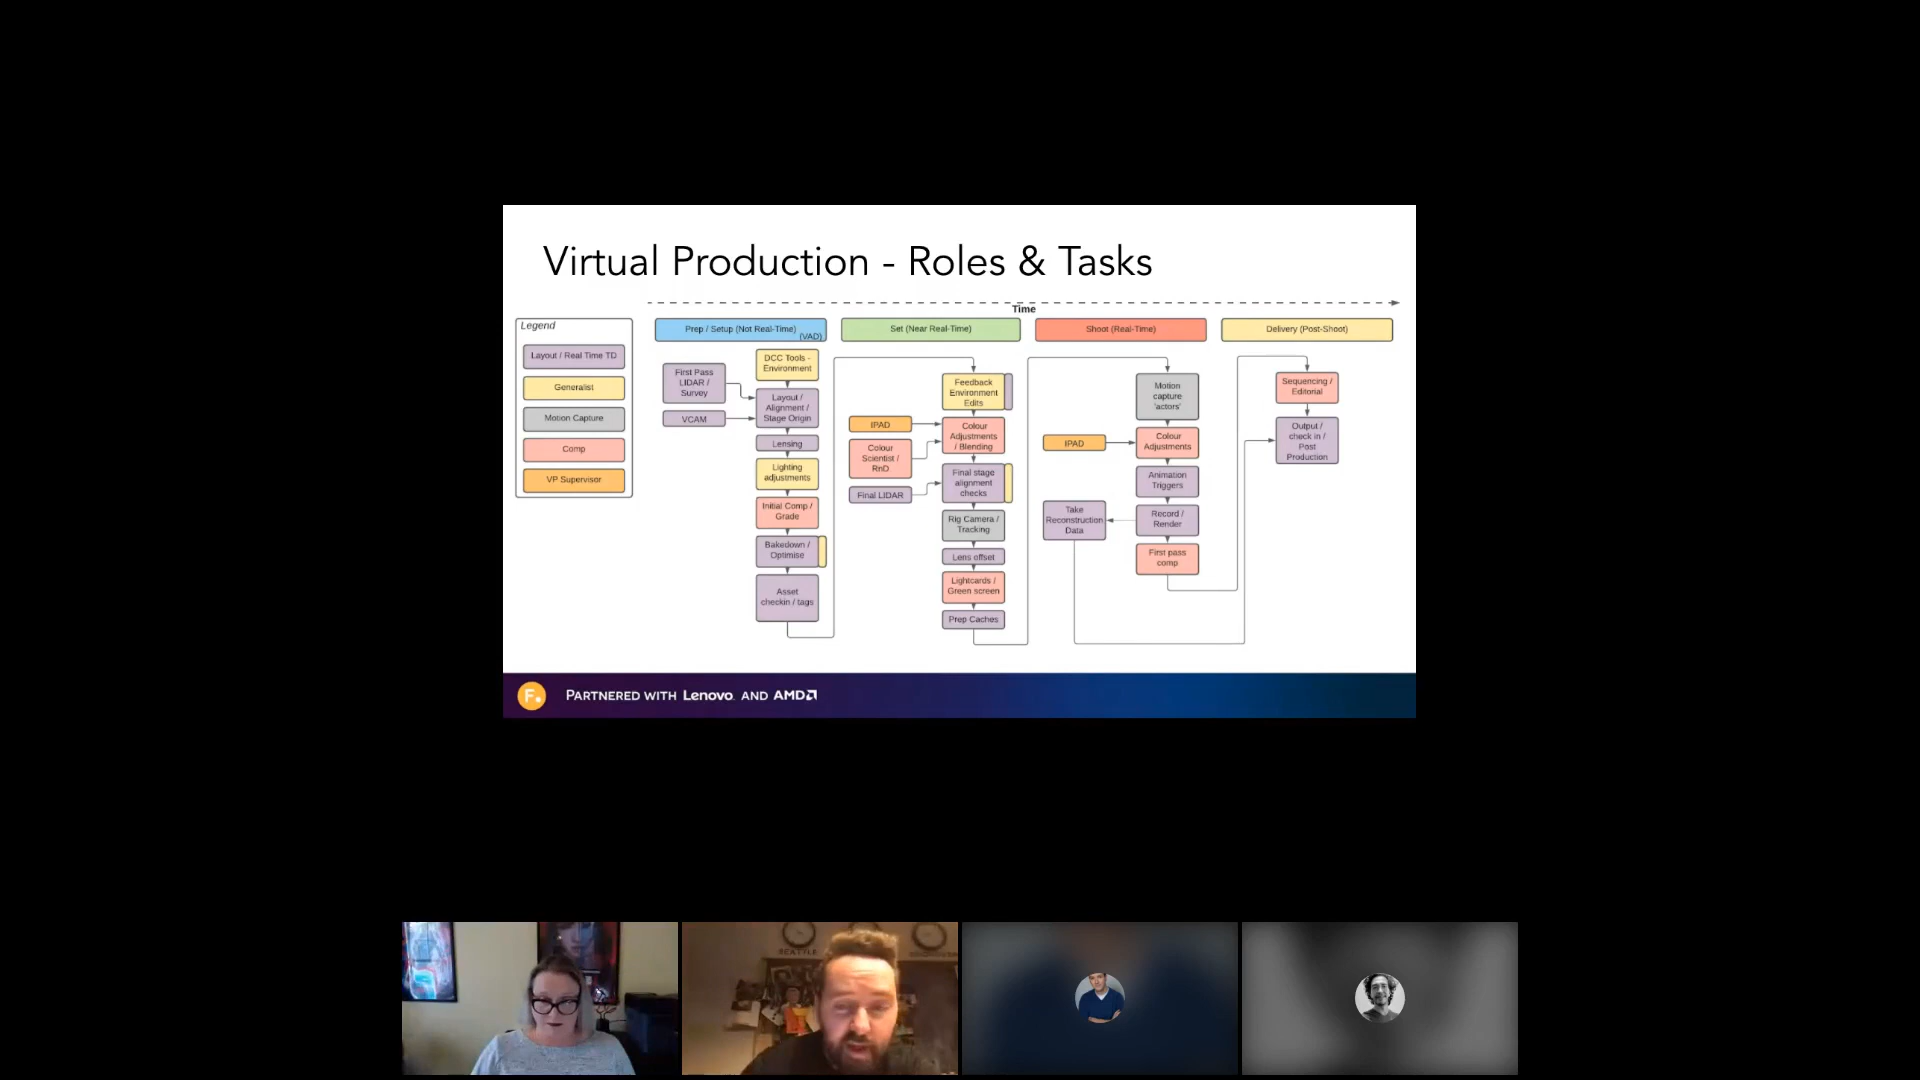 Virtual Production - Roles & Tasks
Time
Legend
Layout / Real Time TD
Generalist
Motion Capture
Comp
VP Supervisor
Prep / Setup (Not Real-Time)
(VAD)
DCC Tools -
Environment
First Pass
LIDAR /
Survey
VCAM
Layout /
Alignment /
Stage Origin
Lensing
Lighting
adjustments
Initial Comp /
Grade
Bakedown /
Optimise
Asset
checkin / tags
Set (Near Real-Time)
Feedback
Environment
Edits
IPAD
Colour
Scientist /
RnD
Colour
Adjustments
/ Blending
Final LIDAR
Final stage
alignment
checks
Rig Camera /
Tracking
Lens offset
Lightcards /
Green screen
Prep Caches
Shoot (Real-Time)
Motion
capture
'actors'
IPAD
Colour
Adjustments
Animation
Triggers
Take
Reconstruction
Data
Record /
Render
First pass
comp
Delivery (Post-Shoot)
Sequencing /
Editorial
Output /
check in /
Post
Production
F.
PARTNERED WITH Lenovo. AND AMD
SEATTLE